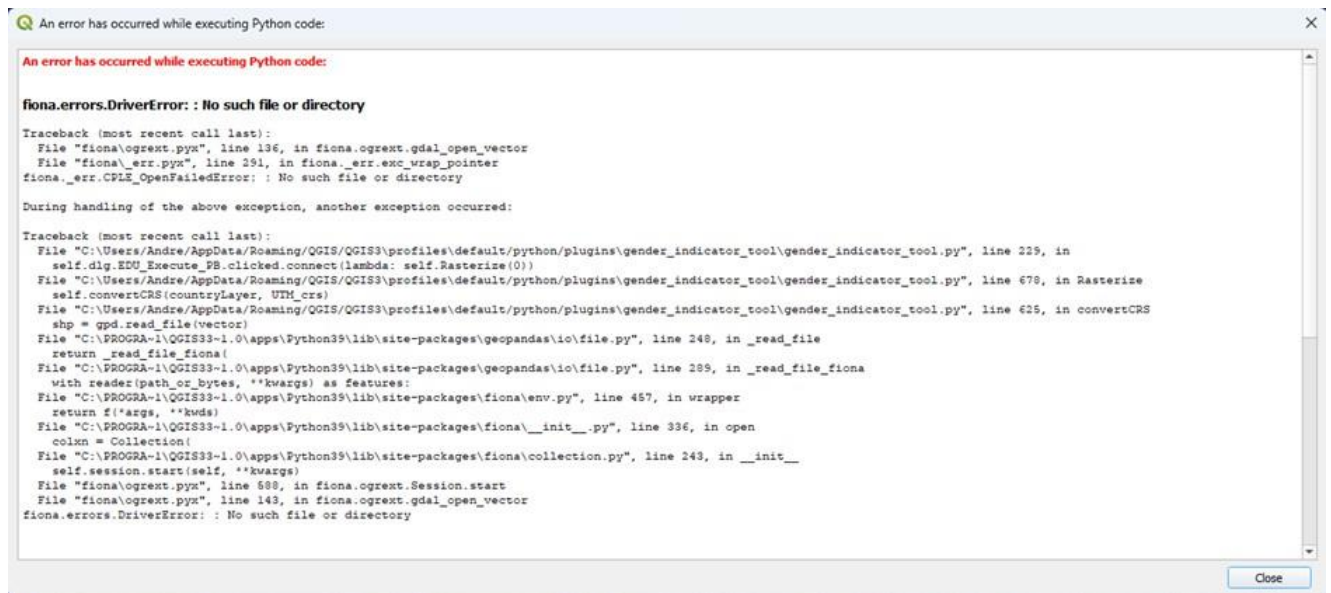 An error has occurred while executing Python code:
An error has occurred while executing Python code:
fiona.errors.DriverError: : No such file or directory
Traceback (most recent call last):
  File "fiona\ogrext.pyx", line 136, in fiona.ogrext.gdal_open_vector
  File "fiona\_err.pyx", line 291, in fiona._err.exc_wrap_pointer
fiona._err.CPLE_OpenFailedError: : No such file or directory
During handling of the above exception, another exception occurred:
Traceback (most recent call last):
  File "C:\Users/Andre/AppData/Roaming/QGIS/QGIS3\profiles\default/python/plugins\gender_indicator_tool\gender_indicator_tool.py", line 229, in
    self.dlg.EDU_Execute_PB.clicked.connect(lambda: self.Rasterize(0))
  File "C:\Users/Andre/AppData/Roaming/QGIS/QGIS3\profiles\default/python/plugins\gender_indicator_tool\gender_indicator_tool.py", line 678, in Rasterize
    self.convertCRS(countryLayer, UTM_crs)
  File "C:\Users/Andre/AppData/Roaming/QGIS/QGIS3\profiles\default/python/plugins\gender_indicator_tool\gender_indicator_tool.py", line 625, in convertCRS
    shp = gpd.read_file(vector)
  File "C:\PROGRA~1\QGIS33~1.0\apps\Python39\lib\site-packages\geopandas\io\file.py", line 248, in _read_file
    return _read_file_fiona(
  File "C:\PROGRA~1\QGIS33~1.0\apps\Python39\lib\site-packages\geopandas\io\file.py", line 289, in _read_file_fiona
    with reader(path_or_bytes, **kwargs) as features:
  File "C:\PROGRA~1\QGIS33~1.0\apps\Python39\lib\site-packages\fiona\env.py", line 457, in wrapper
    return f(*args, **kwds)
  File "C:\PROGRA~1\QGIS33~1.0\apps\Python39\lib\site-packages\fiona\__init__.py", line 336, in open
    colxn = Collection(
  File "C:\PROGRA~1\QGIS33~1.0\apps\Python39\lib\site-packages\fiona\collection.py", line 243, in __init__
    self.session.start(self, **kwargs)
  File "fiona\ogrext.pyx", line 588, in fiona.ogrext.Session.start
  File "fiona\ogrext.pyx", line 143, in fiona.ogrext.gdal_open_vector
fiona.errors.DriverError: : No such file or directory
Close